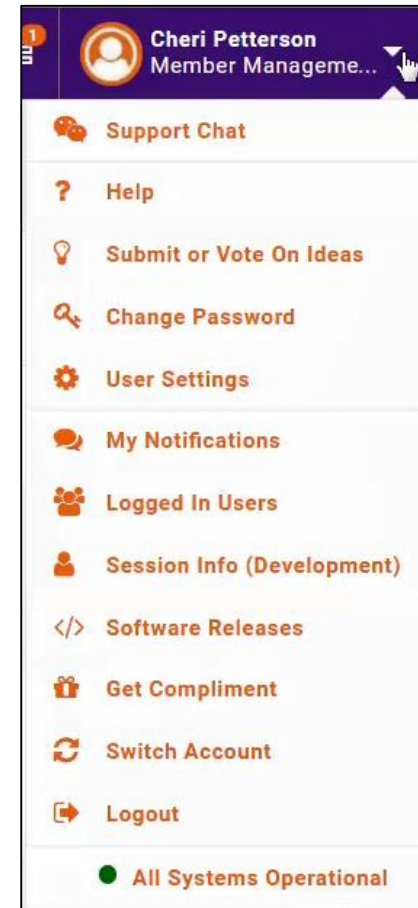 1
Cheri Petterson
Member Manageme...
Support Chat
? Help
Submit or Vote On Ideas
Change Password
User Settings
My Notifications
Logged In Users
Session Info (Development)
</> Software Releases
Get Compliment
Switch Account
Logout
All Systems Operational